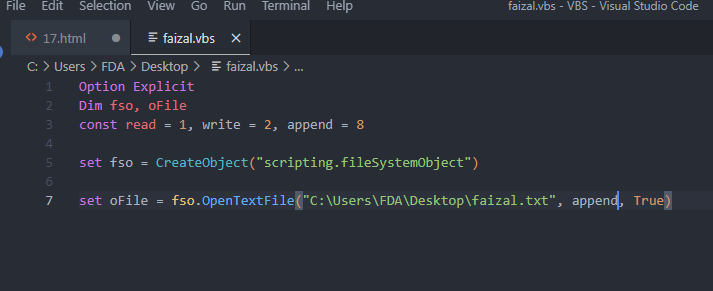 File Edit Selection View Go Run Terminal Help faizal.vbs - VBS - Visual Studio Code
<> 17.html faizal.vbs ×
C: > Users > FDA > Desktop > faizal.vbs > ...
1 Option Explicit
2 Dim fso, oFile
3 const read = 1, write = 2, append = 8
4
5 set fso = CreateObject("scripting.fileSystemObject")
6
7 set oFile = fso.OpenTextFile("C:\Users\FDA\Desktop\faizal.txt", append, True)